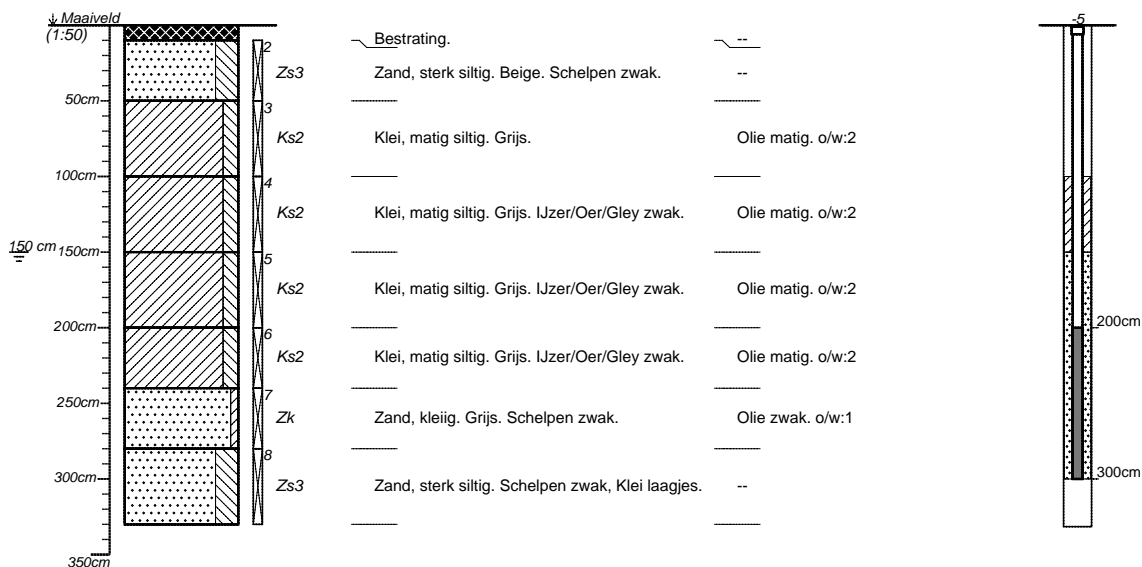 Maaiveld
-5
(1:50)
Bestrating. --
2
Zs3 Zand, sterk siltig. Beige. Schelpen zwak. --
50cm
3
Ks2 Klei, matig siltig. Grijs. Olie matig. o/w:2
100cm
4
Ks2 Klei, matig siltig. Grijs. IJzer/Oer/Gley zwak. Olie matig. o/w:2
150 cm 150cm
5
Ks2 Klei, matig siltig. Grijs. IJzer/Oer/Gley zwak. Olie matig. o/w:2
200cm 200cm
6
Ks2 Klei, matig siltig. Grijs. IJzer/Oer/Gley zwak. Olie matig. o/w:2
7
250cm
Zk Zand, kleiig. Grijs. Schelpen zwak. Olie zwak. o/w:1
8
300cm 300cm
Zs3 Zand, sterk siltig. Schelpen zwak, Klei laagjes. --
350cm